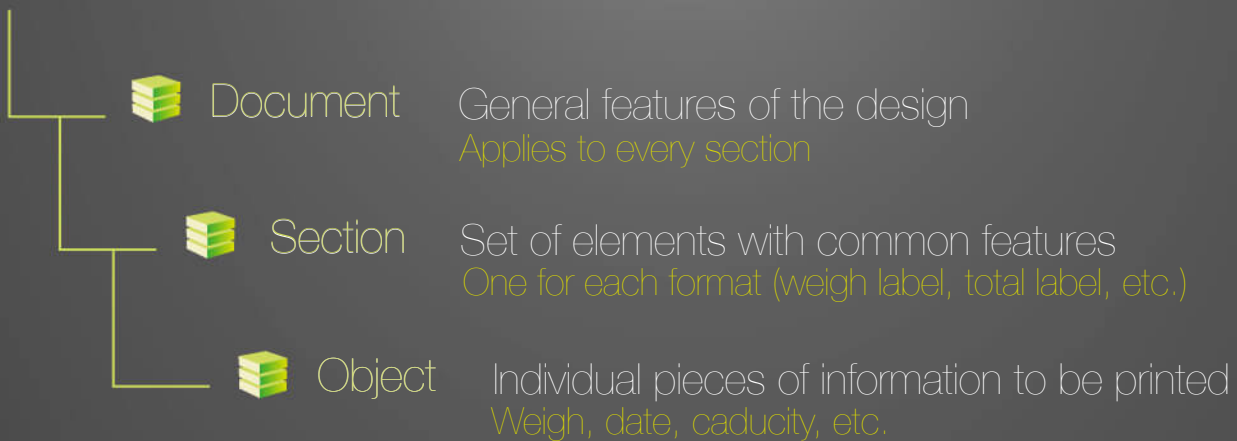 Document General features of the design
Applies to every section
Section Set of elements with common features
One for each format (weigh label, total label, etc.)
Object Individual pieces of information to be printed
Weigh, date, caducity, etc.